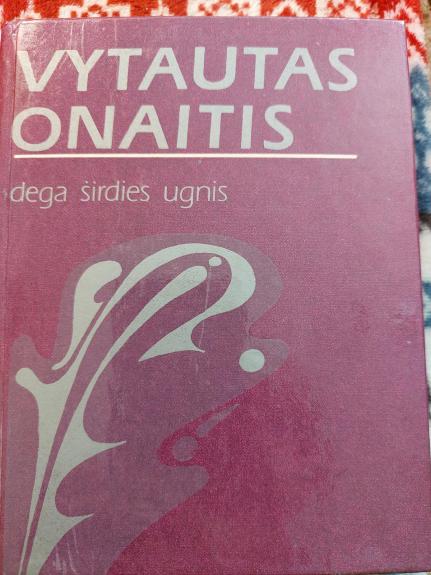 VYTAUTAS
ONAITIS
dega širdies ugnis